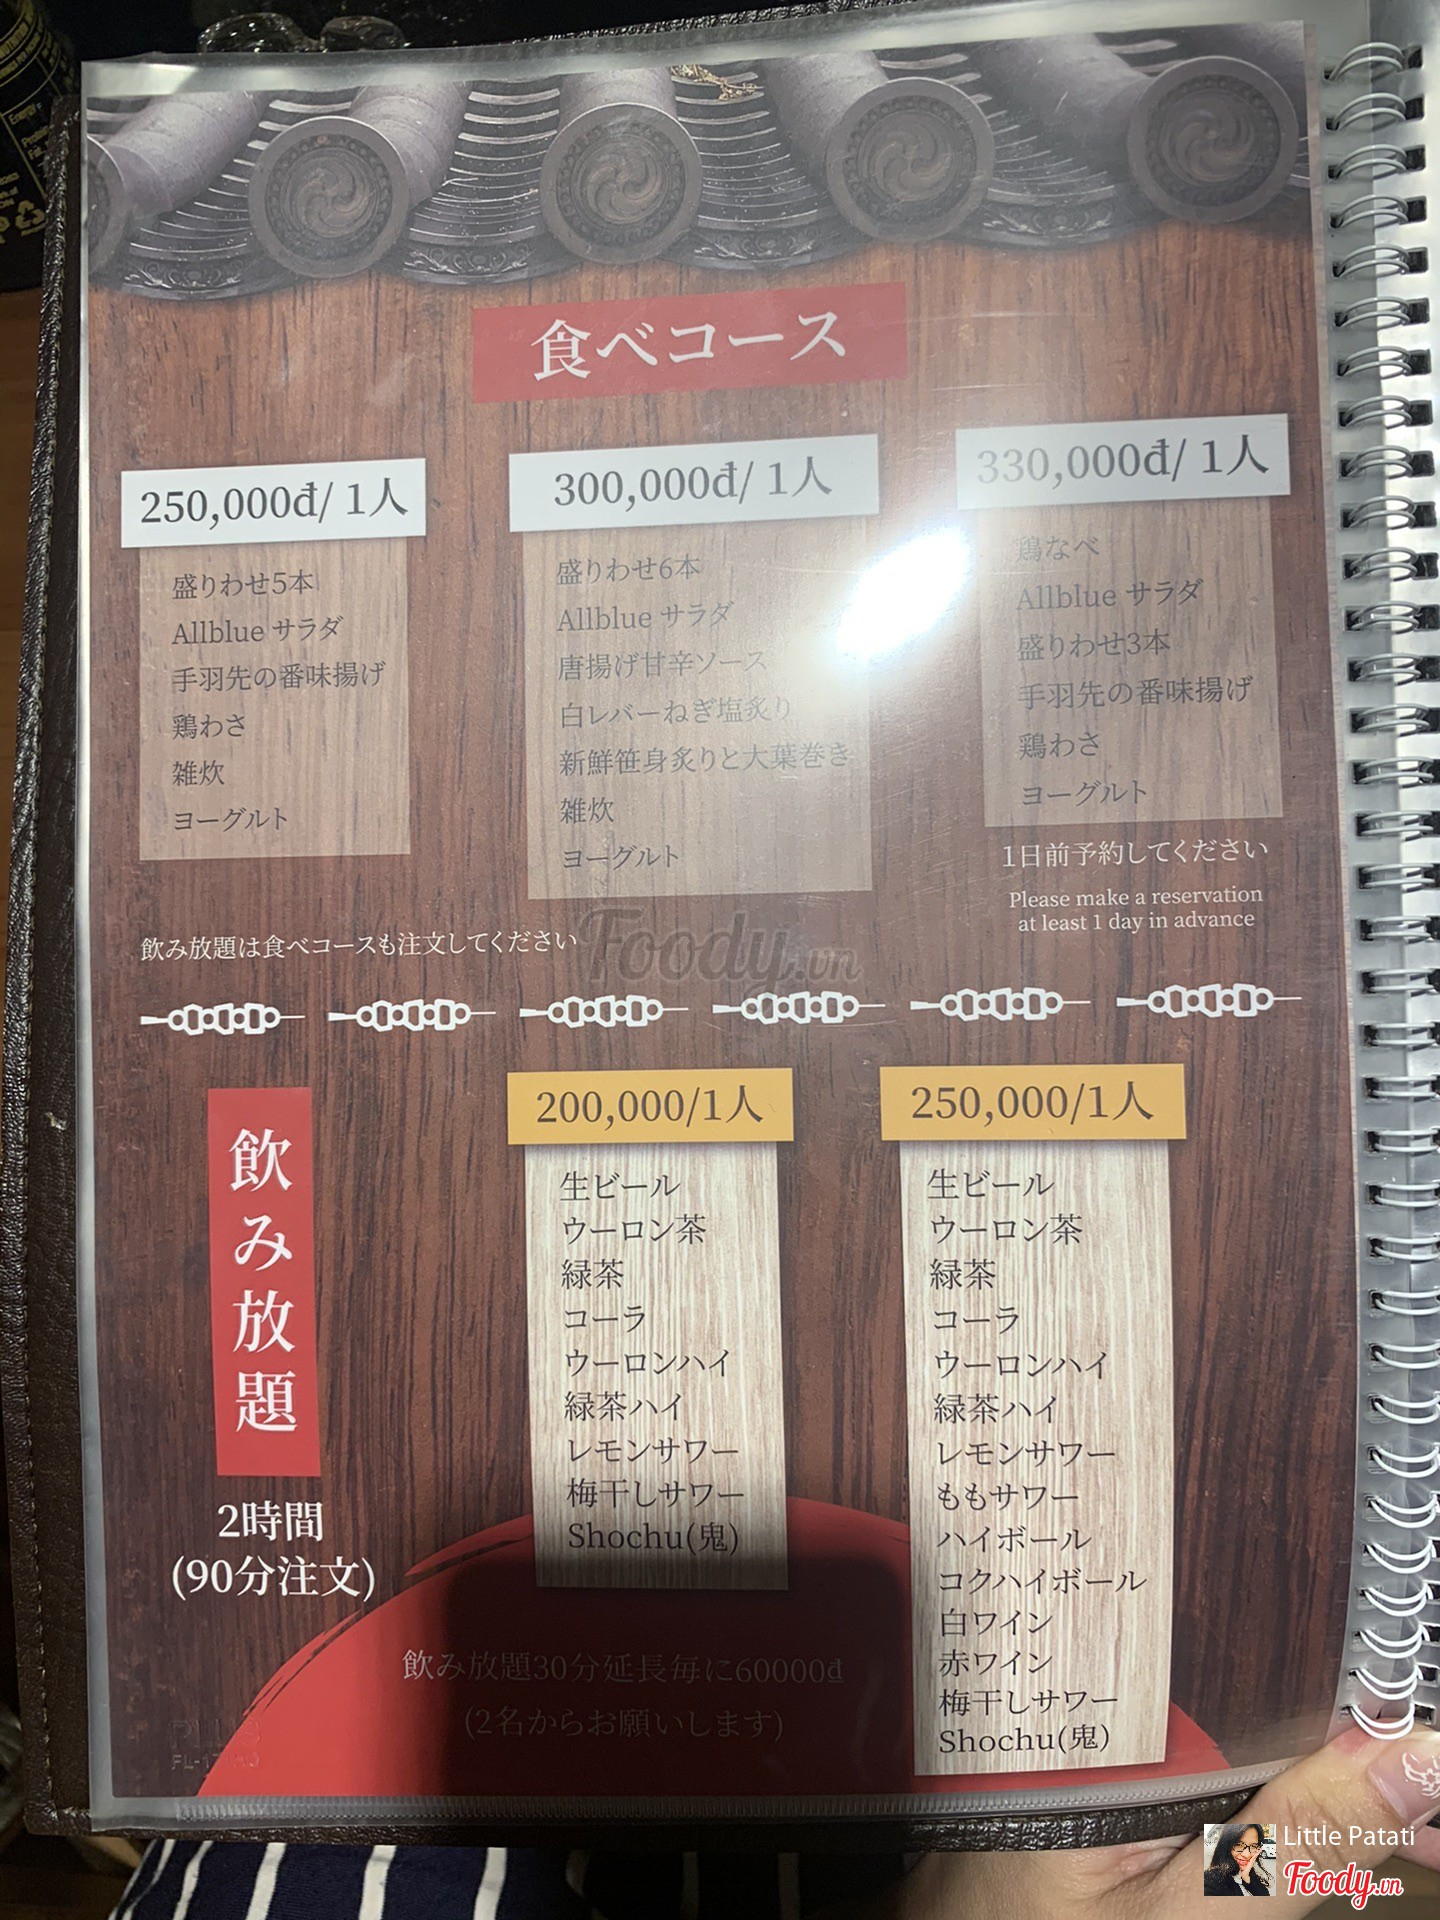 食べコース
250,000đ/ 1人
盛りわせ5本
Allblue サラダ
手羽先の番味揚げ
鶏わさ
雑炊
ヨーグルト
300,000đ/ 1人
盛りわせ6本
Allblue サラダ
唐揚げ甘辛ソース
白レバーねぎ塩炙り
新鮮笹身炙りと大葉巻き
雑炊
ヨーグルト
330,000đ/ 1人
鶏なべ
Allblue サラダ
盛りわせ3本
手羽先の番味揚げ
鶏わさ
ヨーグルト
1日前予約してください
Please make a reservation
at least 1 day in advance
飲み放題は食べコースも注文してください
Foody.vn
飲み放題
2時間
(90分注文)
200,000/1人
生ビール
ウーロン茶
緑茶
コーラ
ウーロンハイ
緑茶ハイ
レモンサワー
梅干しサワー
Shochu(鬼)
250,000/1人
生ビール
ウーロン茶
緑茶
コーラ
ウーロンハイ
緑茶ハイ
レモンサワー
ももサワー
ハイボール
コクハイボール
白ワイン
赤ワイン
梅干しサワー
Shochu(鬼)
飲み放題30分延長毎に60000đ
(2名からお願いします)
Little Patati
Foody.vn